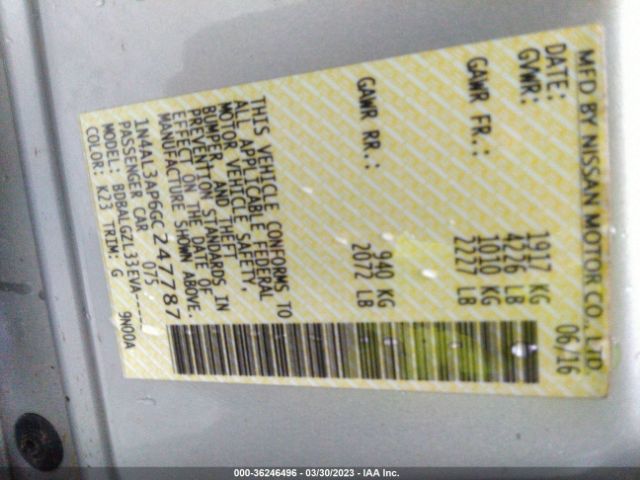 MFD BY NISSAN MOTOR CO., LTD
DATE: 06/16
GVWR: 1917 KG
4226 LB
GAWR FR.: 1010 KG
2227 LB
GAWR RR.: 940 KG
2072 LB
THIS VEHICLE CONFORMS TO
ALL APPLICABLE FEDERAL
MOTOR VEHICLE SAFETY,
BUMPER, AND THEFT
PREVENTION STANDARDS IN
EFFECT ON THE DATE OF
MANUFACTURE SHOWN ABOVE.
1N4AL3AP6GC247787
PASSENGER CAR 075
MODEL: BDBALGZL33EVA----
COLOR: K23 TRIM: G 9N00A
000-36246496 - 03/30/2023 - IAA Inc.